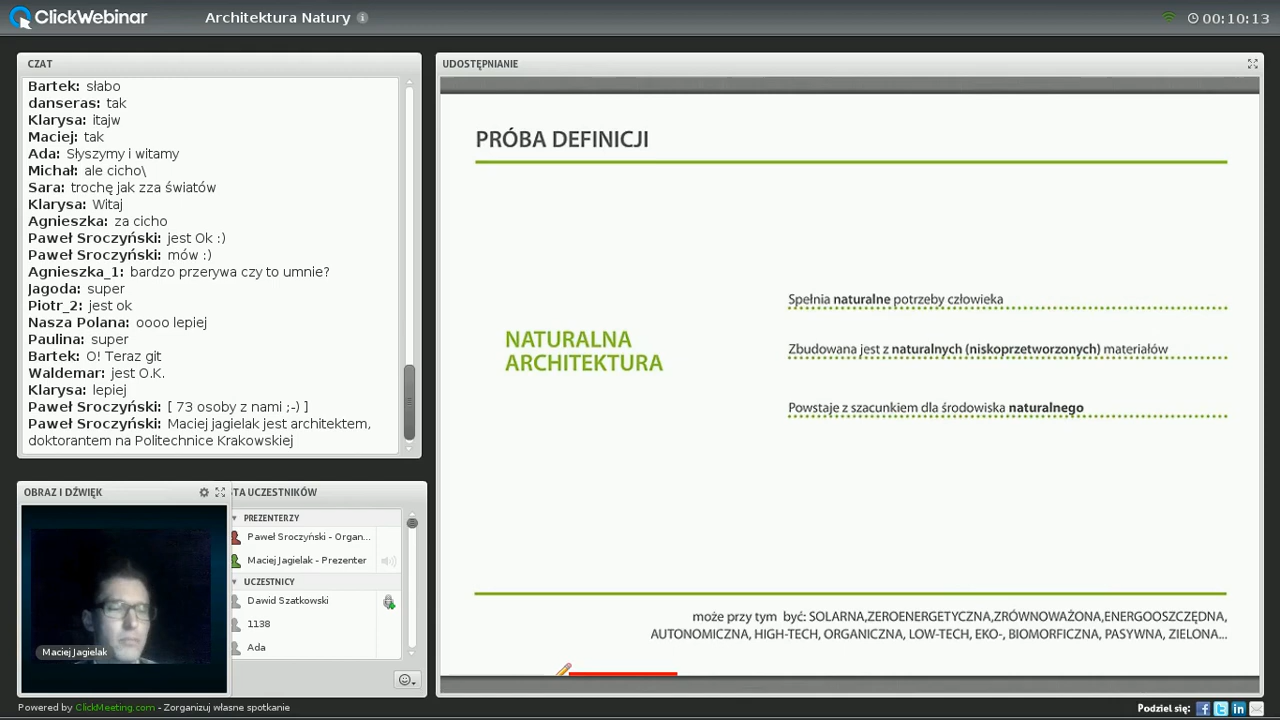 ClickWebinar
Architektura Natury
00:10:13
CZAT
Bartek: słabo
danseras: tak
Klarysa: itajw
Maciej: tak
Ada: Słyszymy i witamy
Michał: ale cicho\
Sara: trochę jak zza światów
Klarysa: Witaj
Agnieszka: za cicho
Paweł Sroczyński: jest Ok :)
Paweł Sroczyński: mów :)
Agnieszka_1: bardzo przerywa czy to umnie?
Jagoda: super
Piotr_2: jest ok
Nasza Polana: oooo lepiej
Paulina: super
Bartek: O! Teraz git
Waldemar: jest O.K.
Klarysa: lepiej
Paweł Sroczyński: [ 73 osoby z nami ;-) ]
Paweł Sroczyński: Maciej jagielak jest architektem,
doktorantem na Politechnice Krakowskiej
OBRAZ I DŹWIĘK
Maciej Jagielak
TA UCZESTNIKÓW
PREZENTERZY
Paweł Sroczyński - Organ...
Maciej Jagielak - Prezenter
UCZESTNICY
Dawid Szatkowski
1138
Ada
UDOSTĘPNIANIE
PRÓBA DEFINICJI
NATURALNA
ARCHITEKTURA
Spełnia naturalne potrzeby człowieka
Zbudowana jest z naturalnych (niskoprzetworzonych) materiałów
Powstaje z szacunkiem dla środowiska naturalnego
może przy tym być: SOLARNA,ZEROENERGETYCZNA,ZRÓWNOWAŻONA,ENERGOOSZCZĘDNA,
AUTONOMICZNA, HIGH-TECH, ORGANICZNA, LOW-TECH, EKO-, BIOMORFICZNA, PASYWNA, ZIELONA...
Powered by ClickMeeting.com - Zorganizuj własne spotkanie
Podziel się: